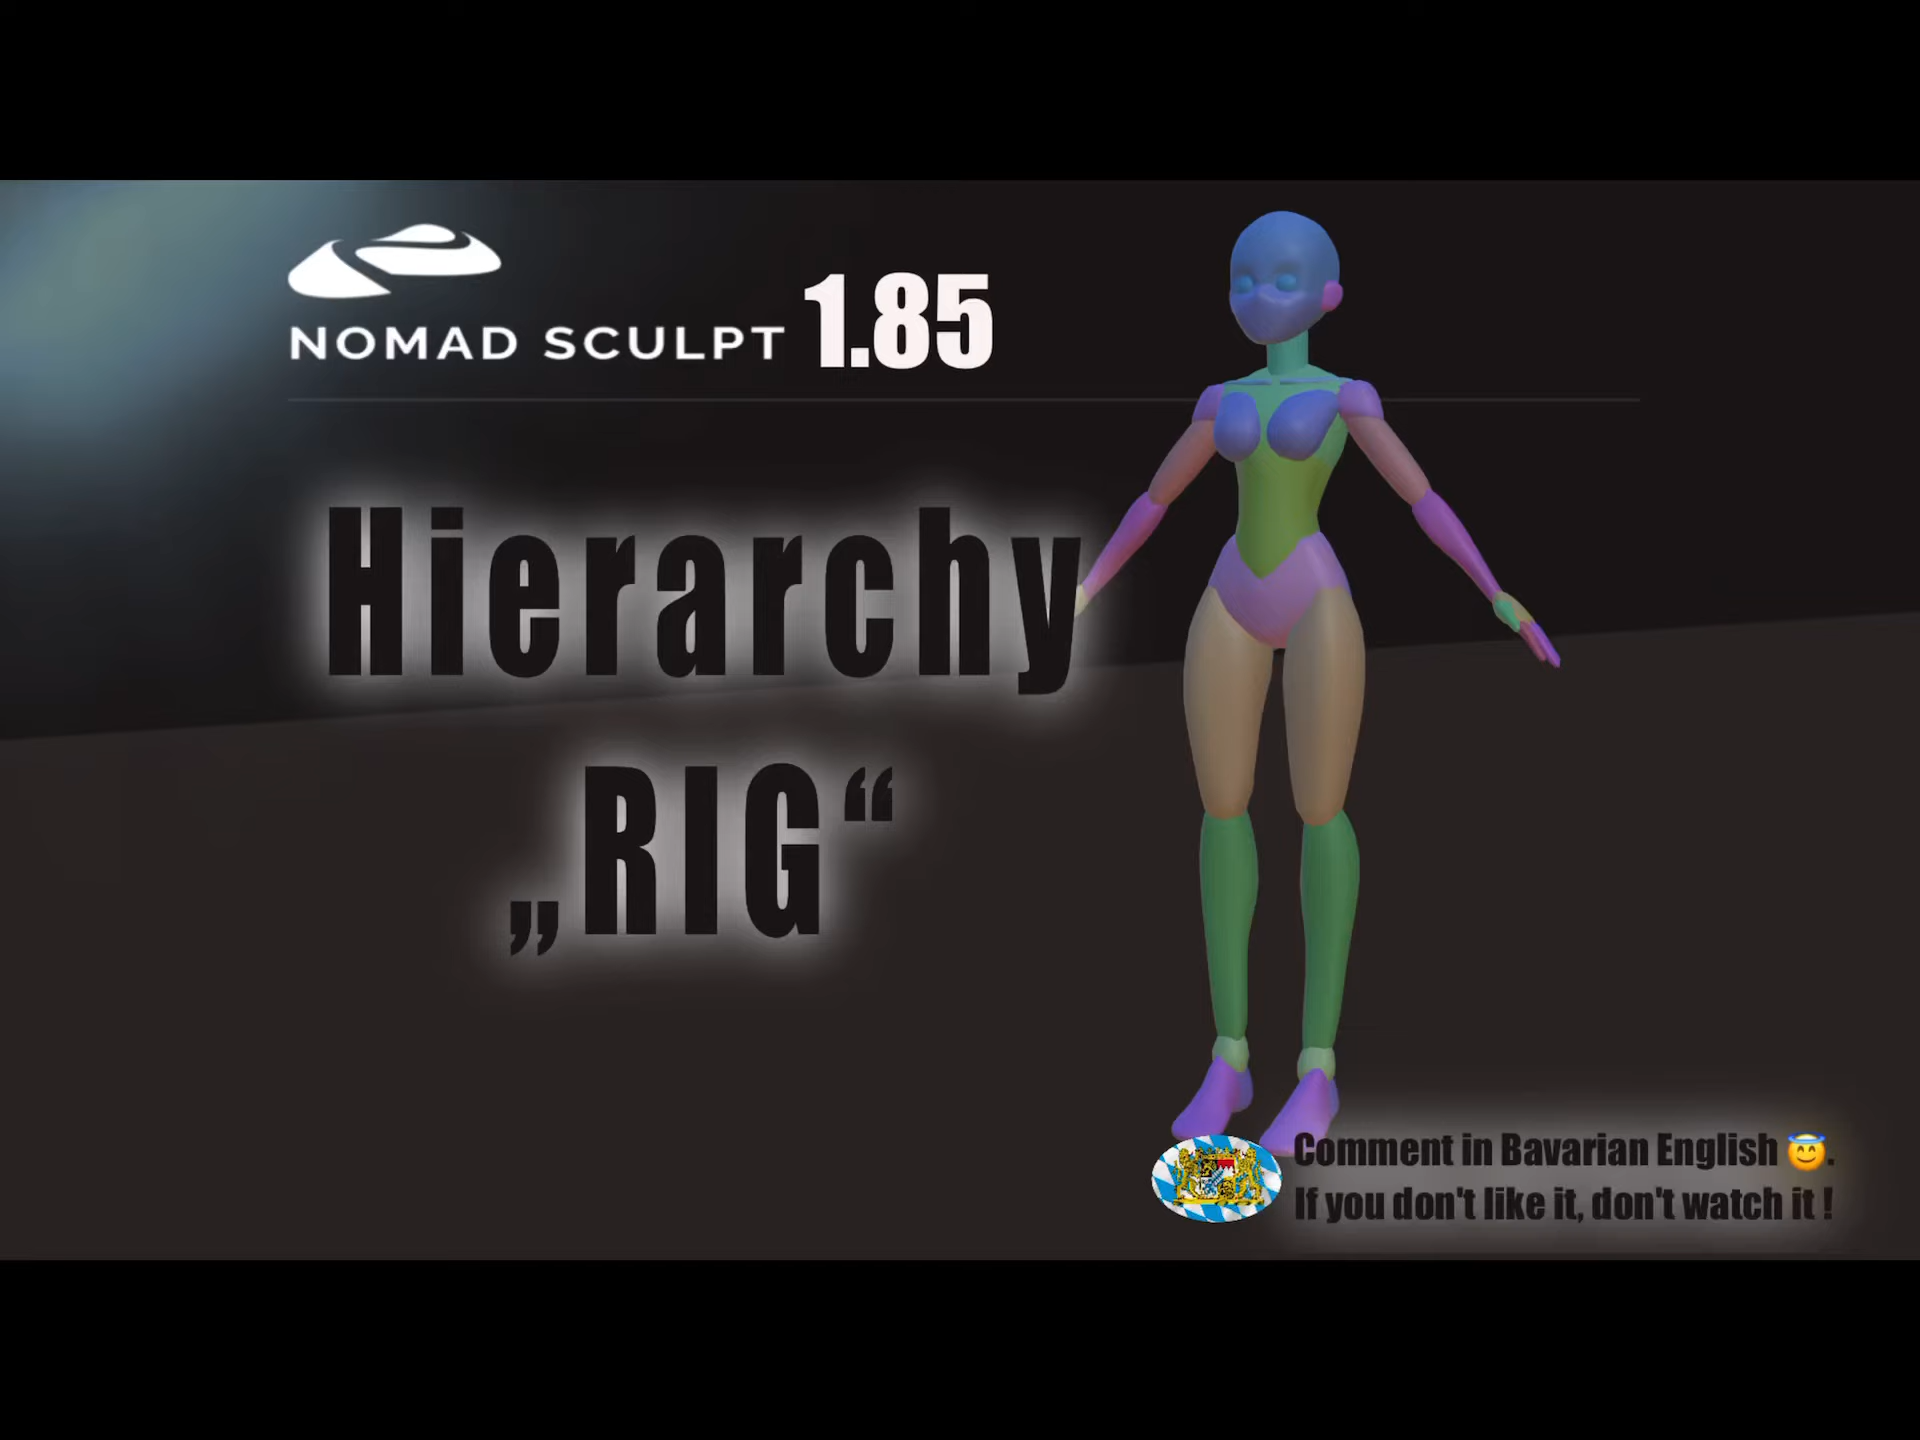 NOMAD SCULPT 1.85
Hierarchy
„RIG“
Comment in Bavarian English 😇.
If you don't like it, don't watch it !